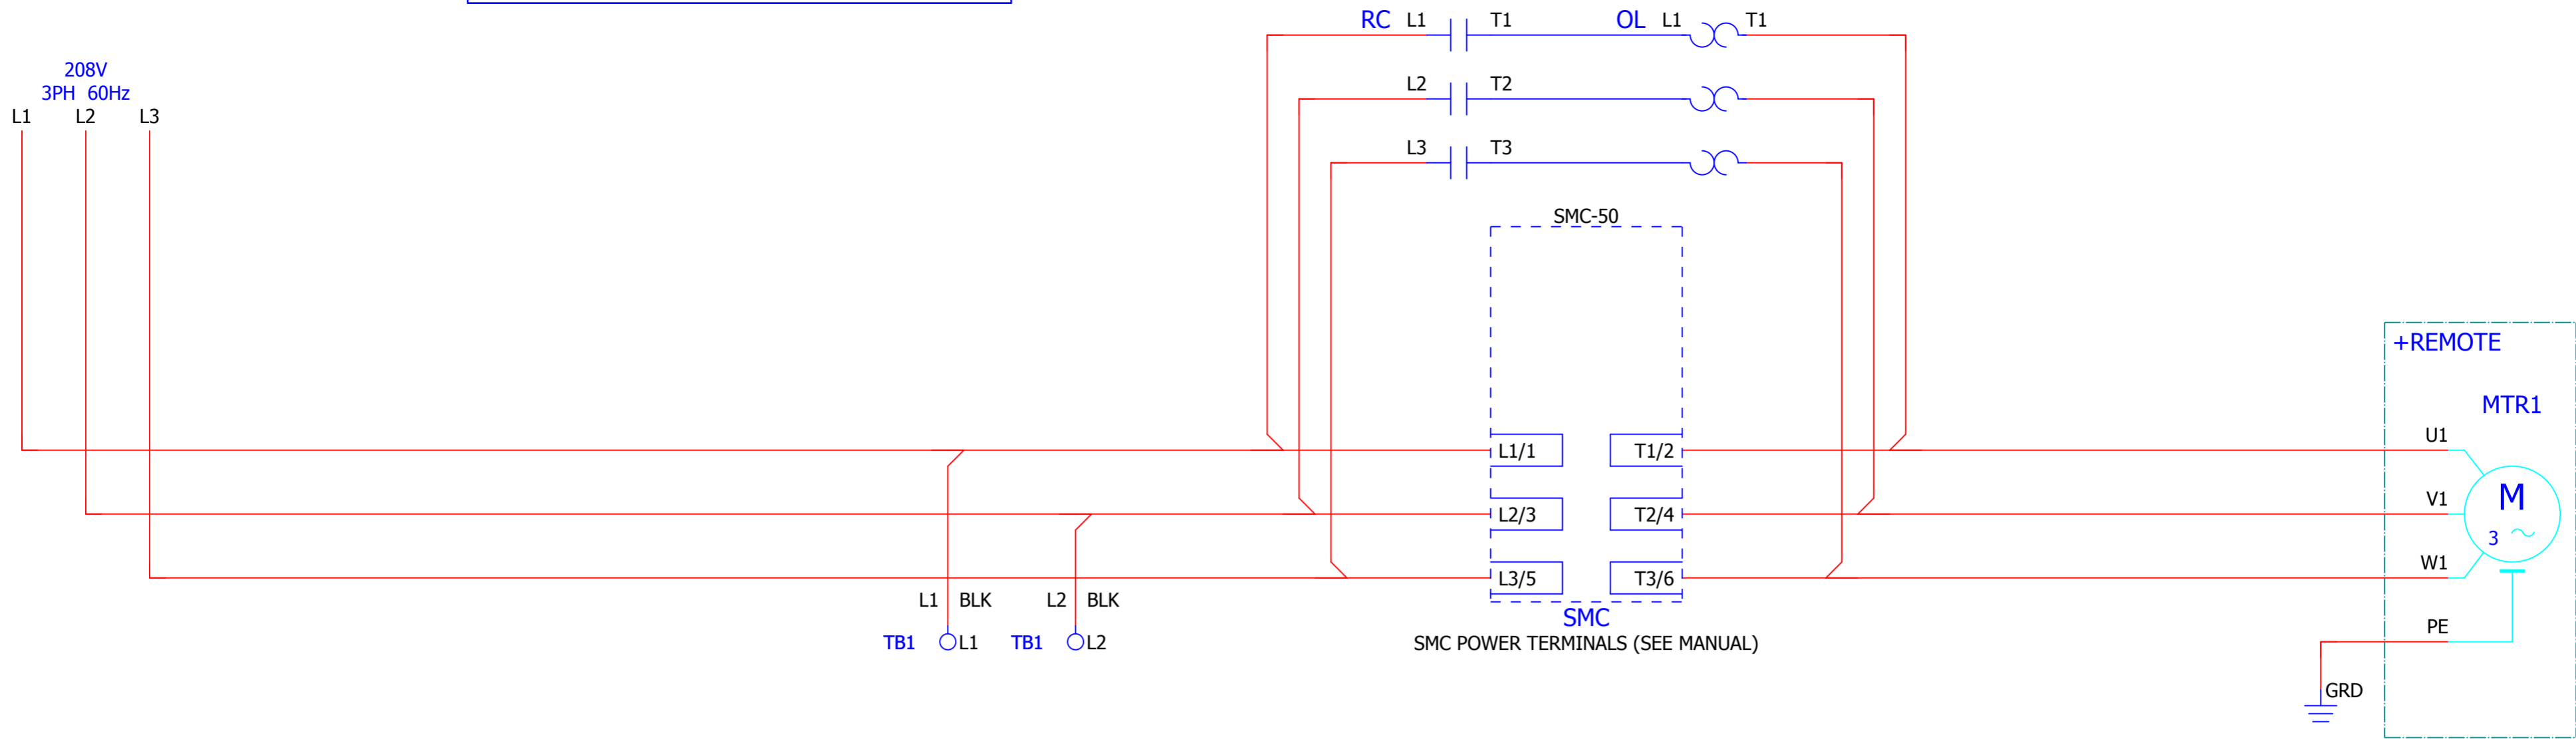 RC L1 T1 OL L1 T1
208V
3PH 60Hz
L1 L2 L3
L2 T2
L3 T3
SMC-50
+REMOTE
MTR1
U1
L1/1 T1/2
V1
M
3
L2/3 T2/4
W1
L3/5 T3/6
L1 BLK L2 BLK
SMC
TB1 L1 TB1 L2
SMC POWER TERMINALS (SEE MANUAL)
PE
GRD